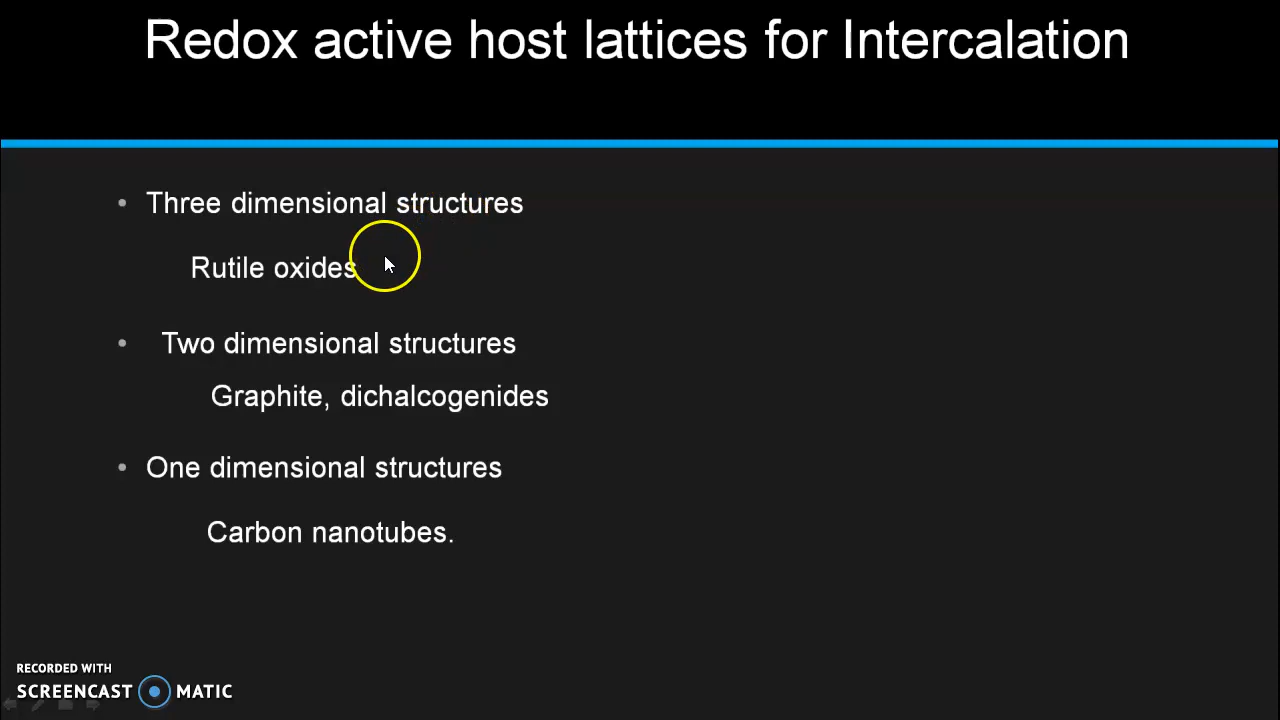 Redox active host lattices for Intercalation
• Three dimensional structures
Rutile oxides
• Two dimensional structures
Graphite, dichalcogenides
• One dimensional structures
Carbon nanotubes.
RECORDED WITH
SCREENCAST MATIC